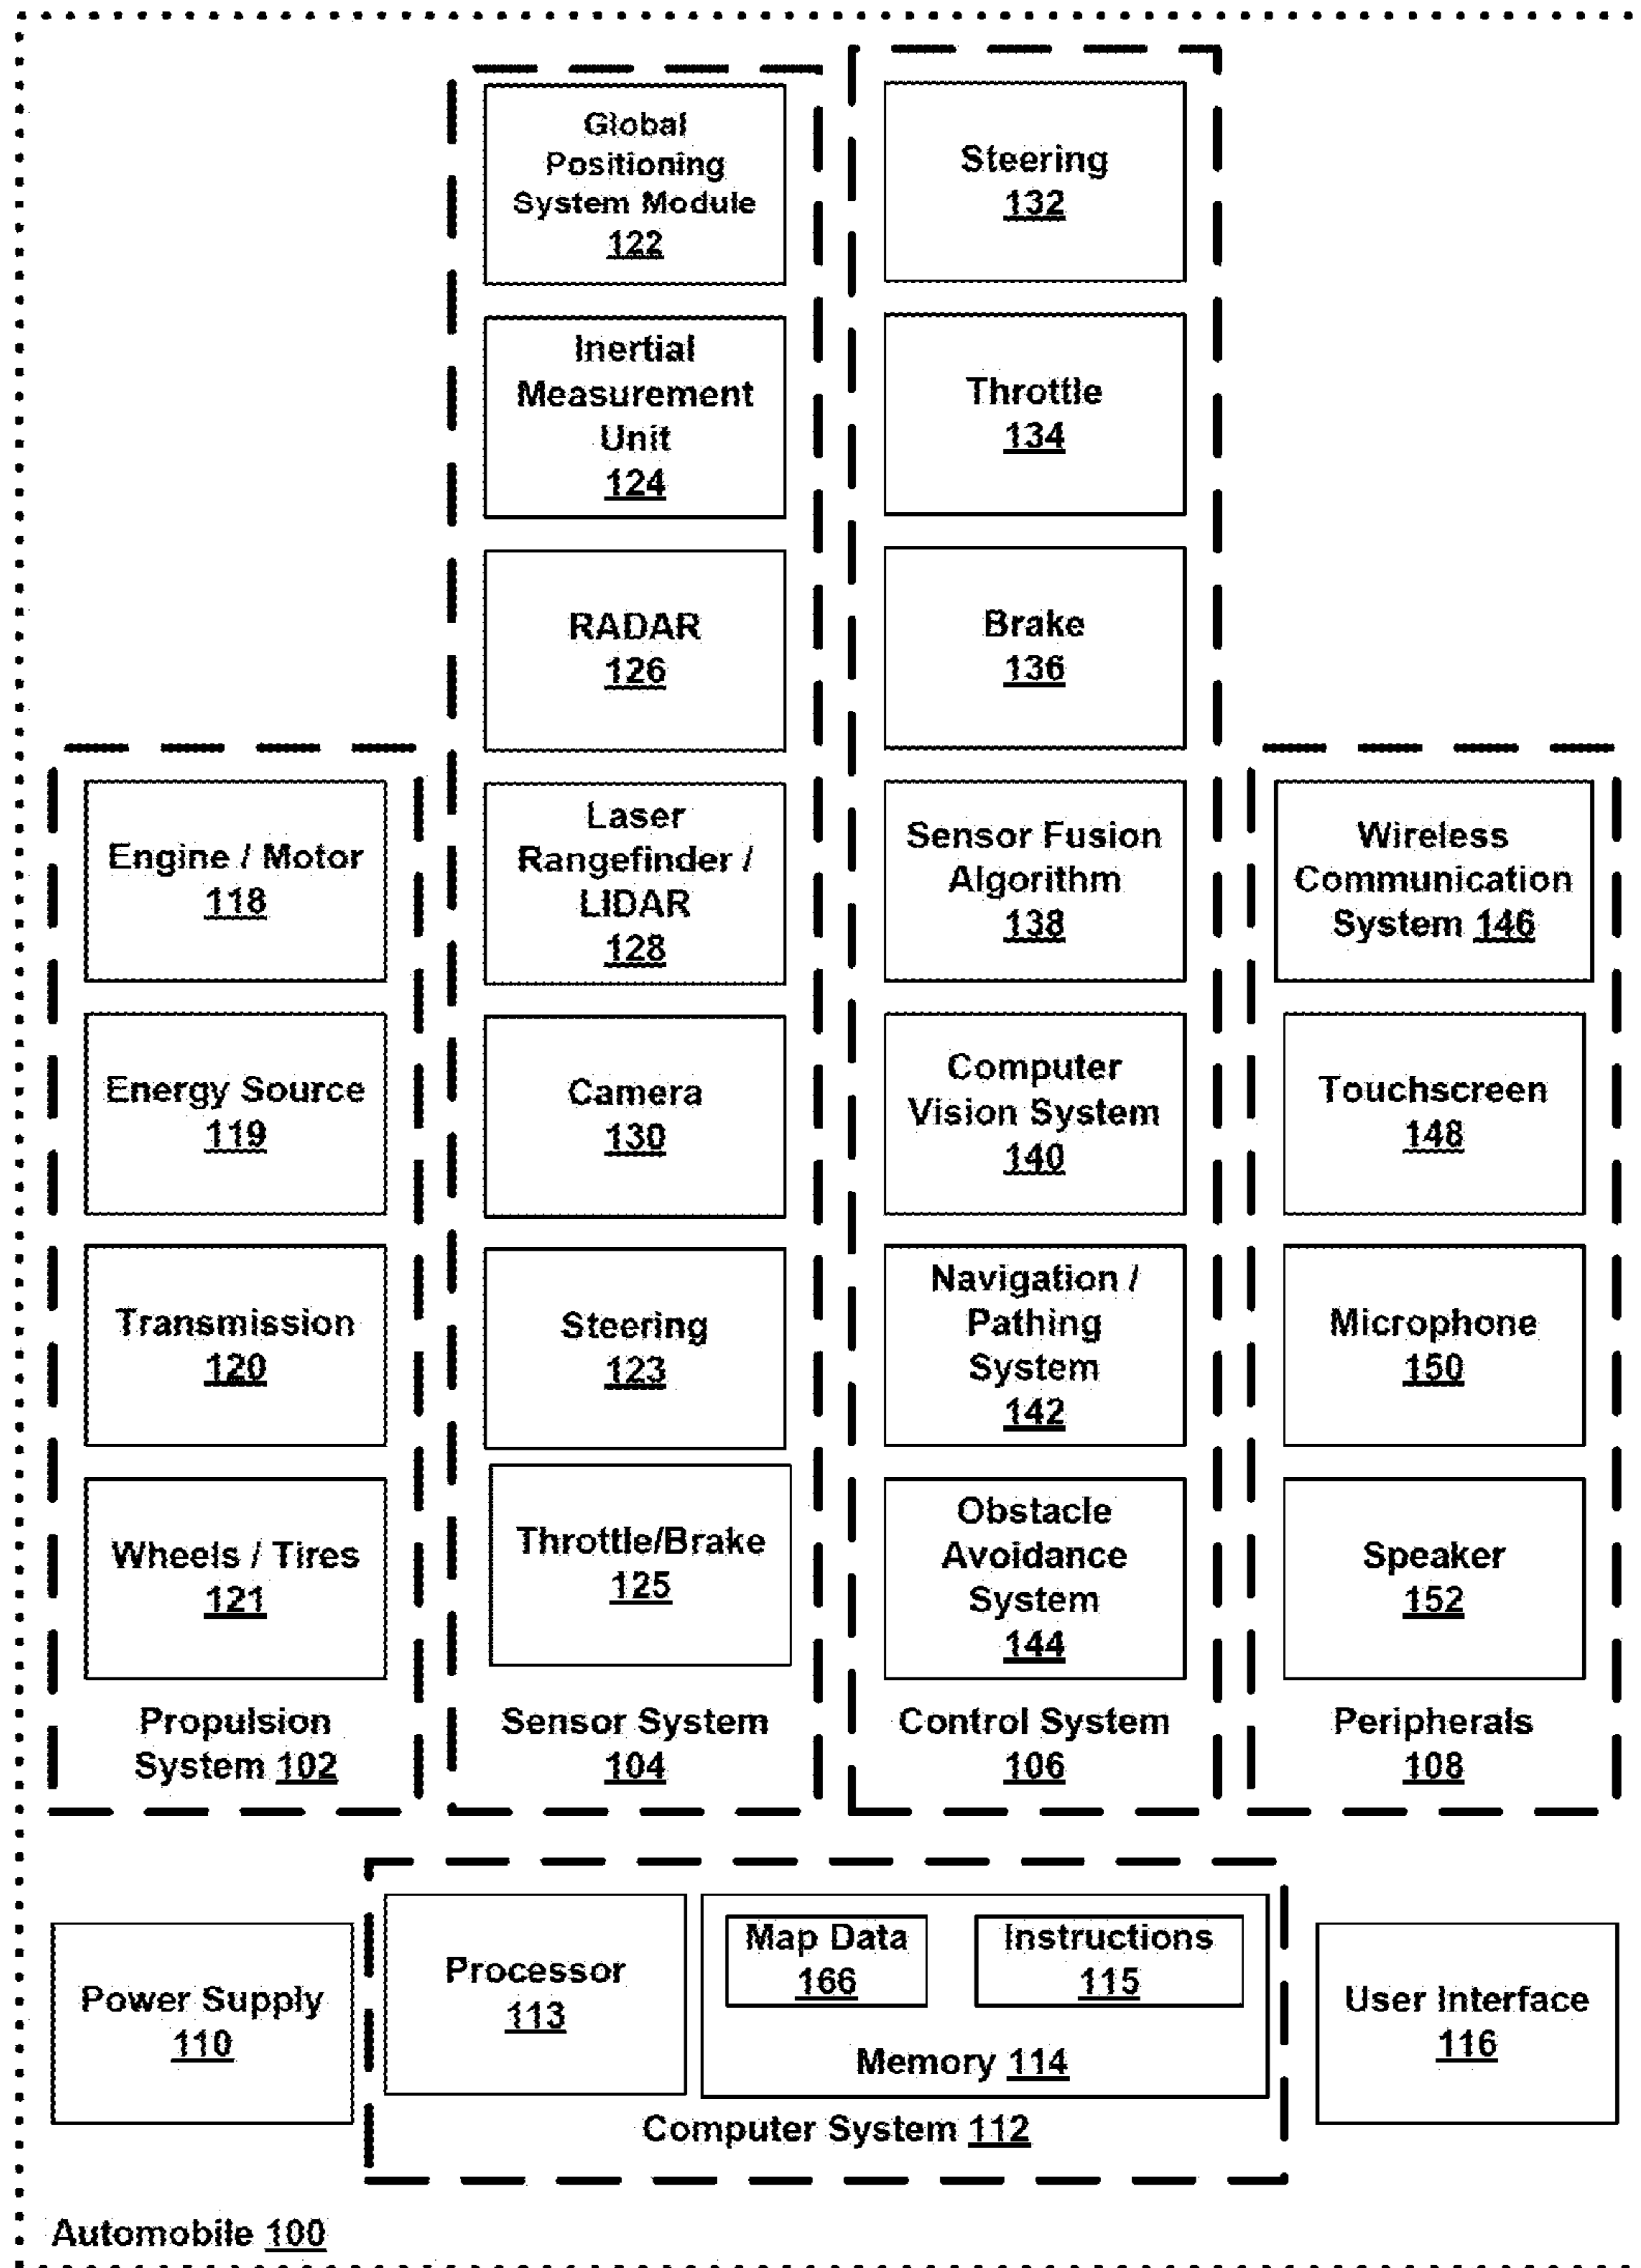 Global
Positioning
System Module
122
Inertial
Measurement
Unit
124
RADAR
126
Laser
Rangefinder /
LIDAR
128
Camera
130
Steering
123
Throttle/Brake
125
Sensor System
104
Steering
132
Throttle
134
Brake
136
Sensor Fusion
Algorithm
138
Computer
Vision System
140
Navigation /
Pathing
System
142
Obstacle
Avoidance
System
144
Control System
106
Engine / Motor
118
Energy Source
119
Transmission
120
Wheels / Tires
121
Propulsion
System 102
Wireless
Communication
System 146
Touchscreen
148
Microphone
150
Speaker
152
Peripherals
108
Power Supply
110
Processor
113
Map Data
166
Instructions
115
Memory 114
Computer System 112
User Interface
116
Automobile 100